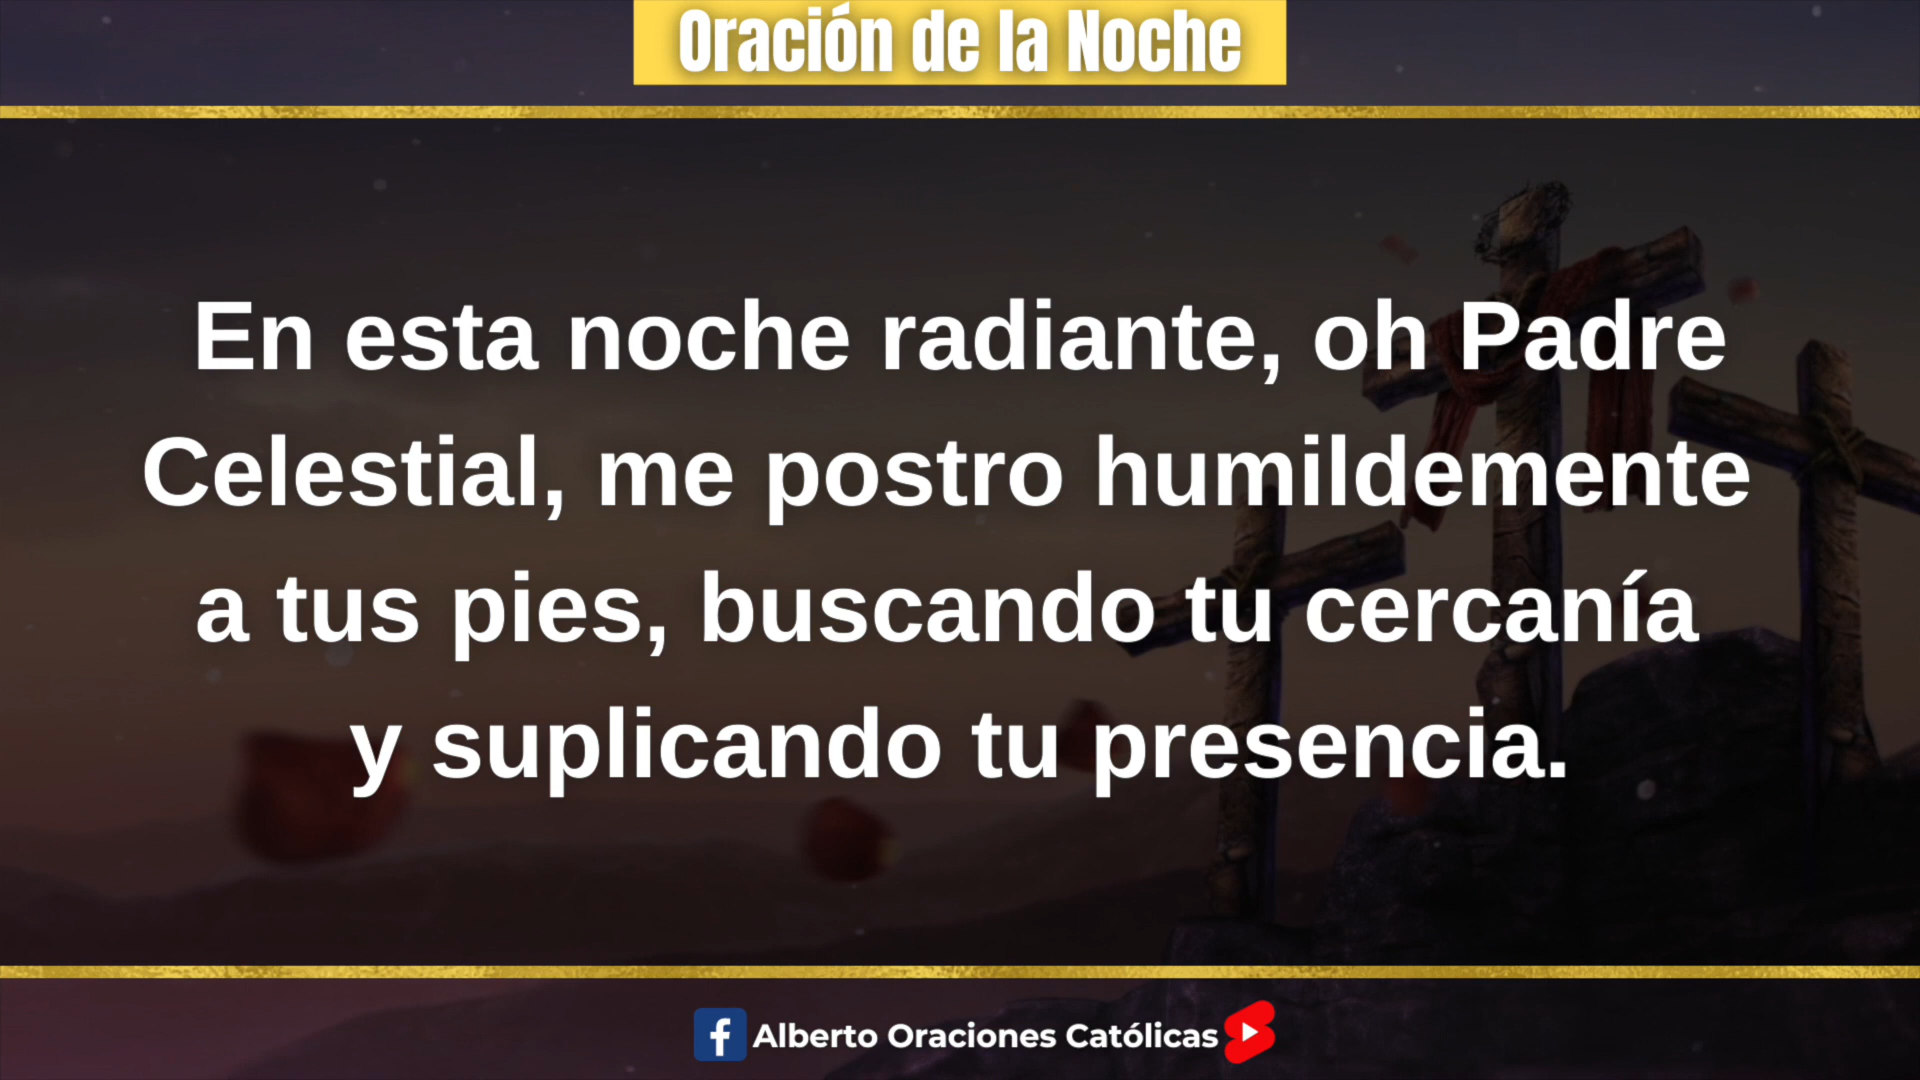 Oración de la Noche
En esta noche radiante, oh Padre
Celestial, me postro humildemente
a tus pies, buscando tu cercanía
y suplicando tu presencia.
Alberto Oraciones Católicas